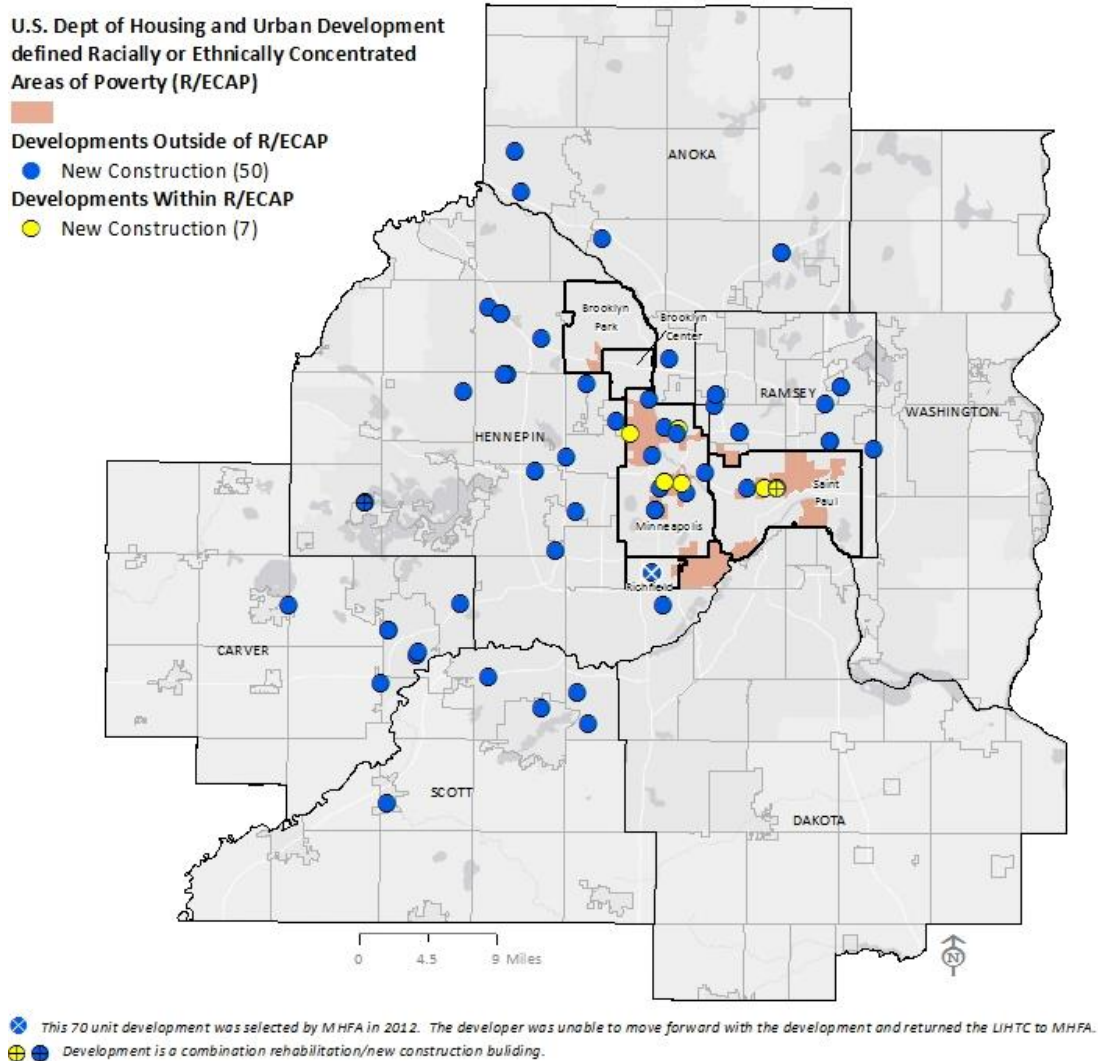 U.S. Dept of Housing and Urban Development
defined Racially or Ethnically Concentrated
Areas of Poverty (R/ECAP)
Developments Outside of R/ECAP
New Construction (50)
Developments Within R/ECAP
New Construction (7)
ANOKA
Brooklyn
Park
Brooklyn
Center
RAMSEY
WASHINGTON
HENNEPIN
Saint
Paul
Minneapolis
Richfield
CARVER
SCOTT
DAKOTA
0 4.5 9 Miles
N
This 70 unit development was selected by MHFA in 2012. The developer was unable to move forward with the development and returned the LIHTC to MHFA.
Development is a combination rehabilitation/new construction buliding.